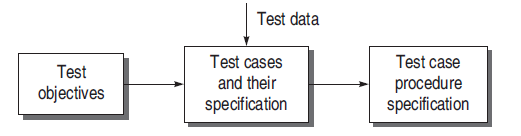 Test data
Test
objectives
Test cases
and their
specification
Test case
procedure
specification